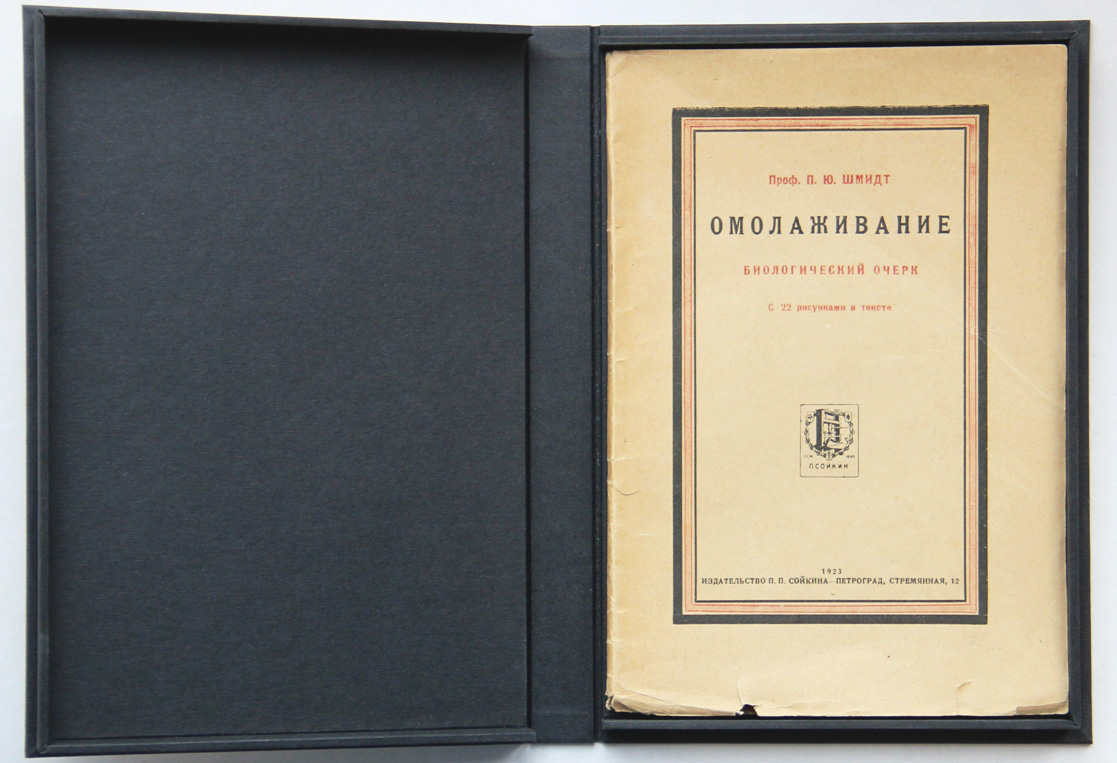 Проф. П. Ю. ШМИДТ
ОМОЛАЖИВАНИЕ
БИОЛОГИЧЕСКИЙ ОЧЕРК
С 22 рисунками в тексте
П.СОЙКИН
1923
ИЗДАТЕЛЬСТВО П. П. СОЙКИНА—ПЕТРОГРАД, СТРЕМЯННАЯ, 12